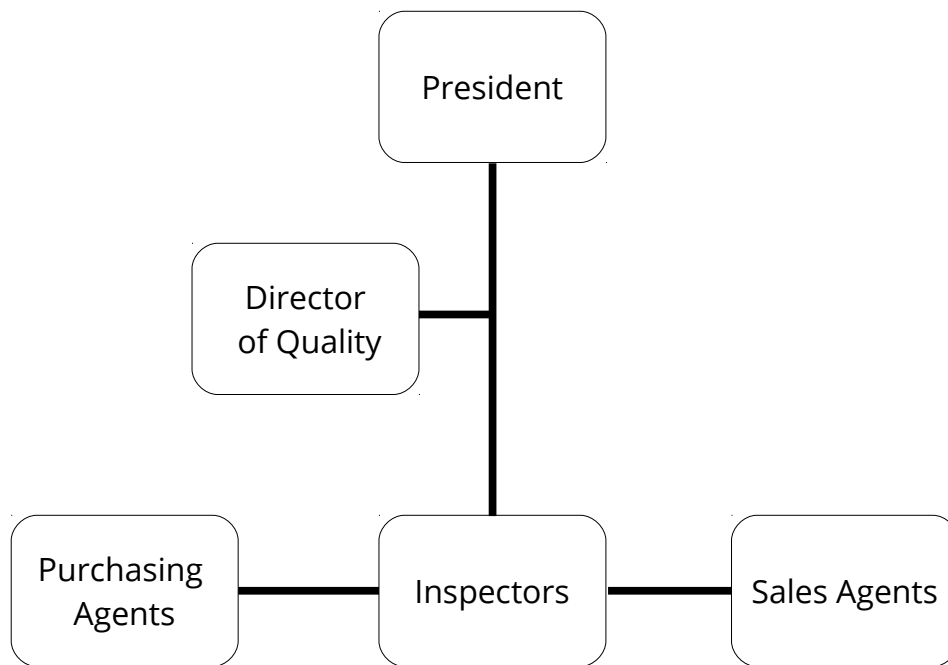 President
Director
of Quality
Purchasing
Agents
Inspectors
Sales Agents